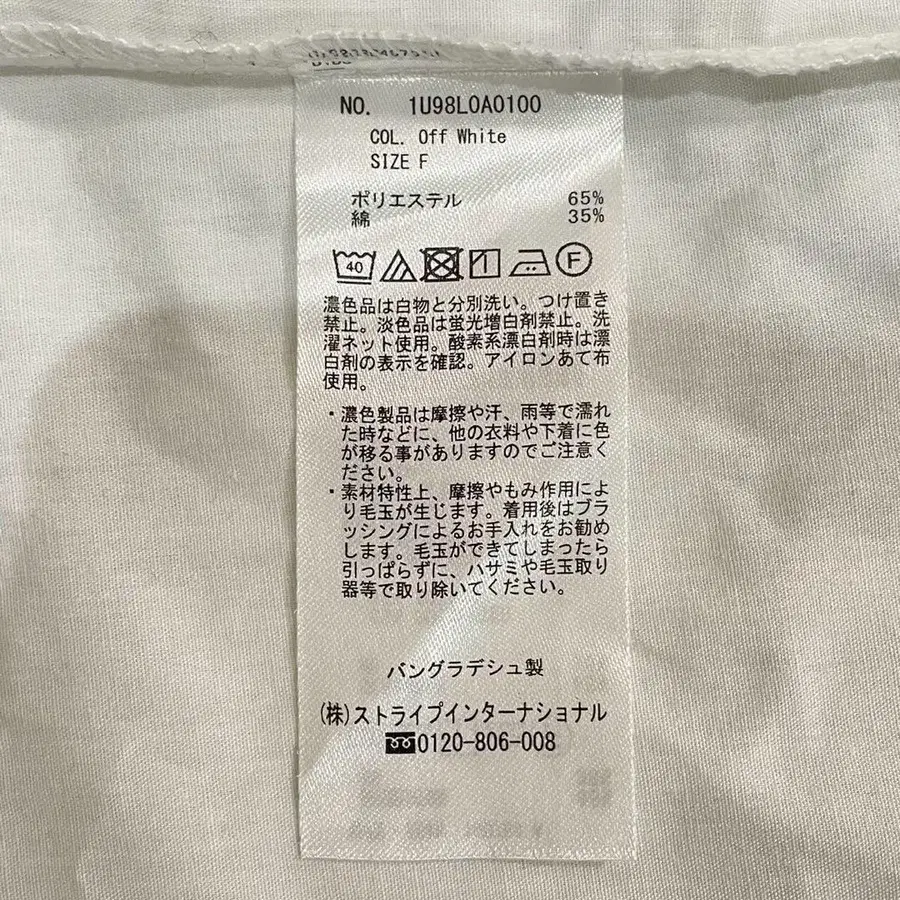 NO. 1U98L0A0100
COL. Off White
SIZE F
ポリエステル 65%
綿 35%
40
F
濃色品は白物と分別洗い。つけ置き
禁止。淡色品は蛍光増白剤禁止。洗
濯ネット使用。酸素系漂白剤時は漂
白剤の表示を確認。アイロンあて布
使用。
・濃色製品は摩擦や汗、雨等で濡れ
た時などに、他の衣料や下着に色
が移る事がありますのでご注意く
ださい。
・素材特性上、摩擦やもみ作用によ
り毛玉が生じます。着用後はブラ
ッシングによるお手入れをお勧め
します。毛玉ができてしまったら
引っぱらずに、ハサミや毛玉取り
器等で取り除いてください。
バングラデシュ製
(株)ストライプインターナショナル
0120-806-008